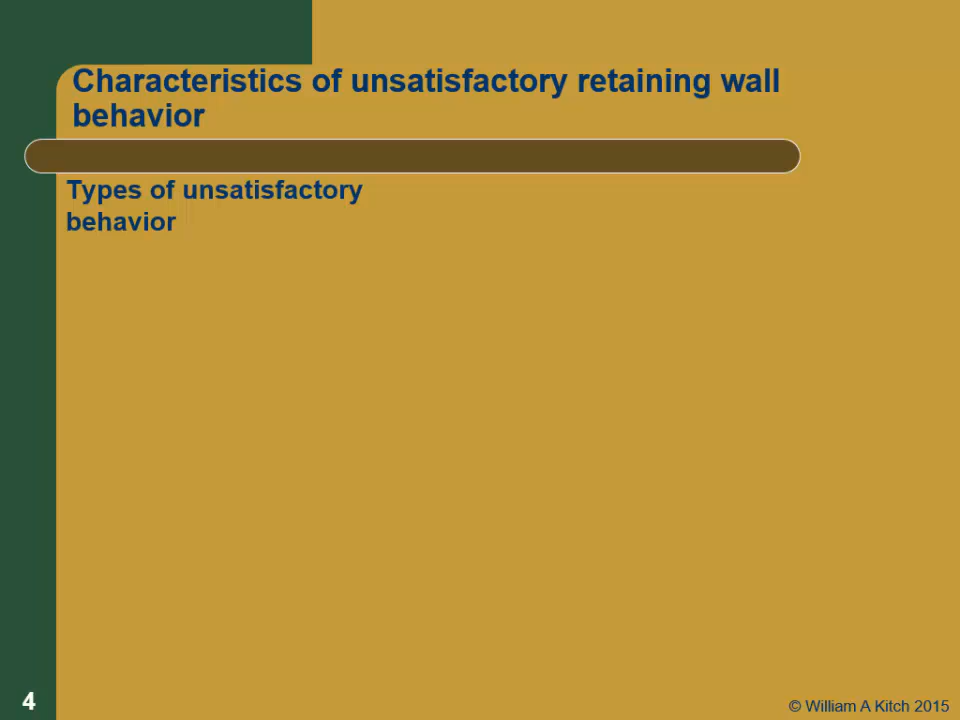 Characteristics of unsatisfactory retaining wall
behavior
Types of unsatisfactory
behavior
4
© William A Kitch 2015